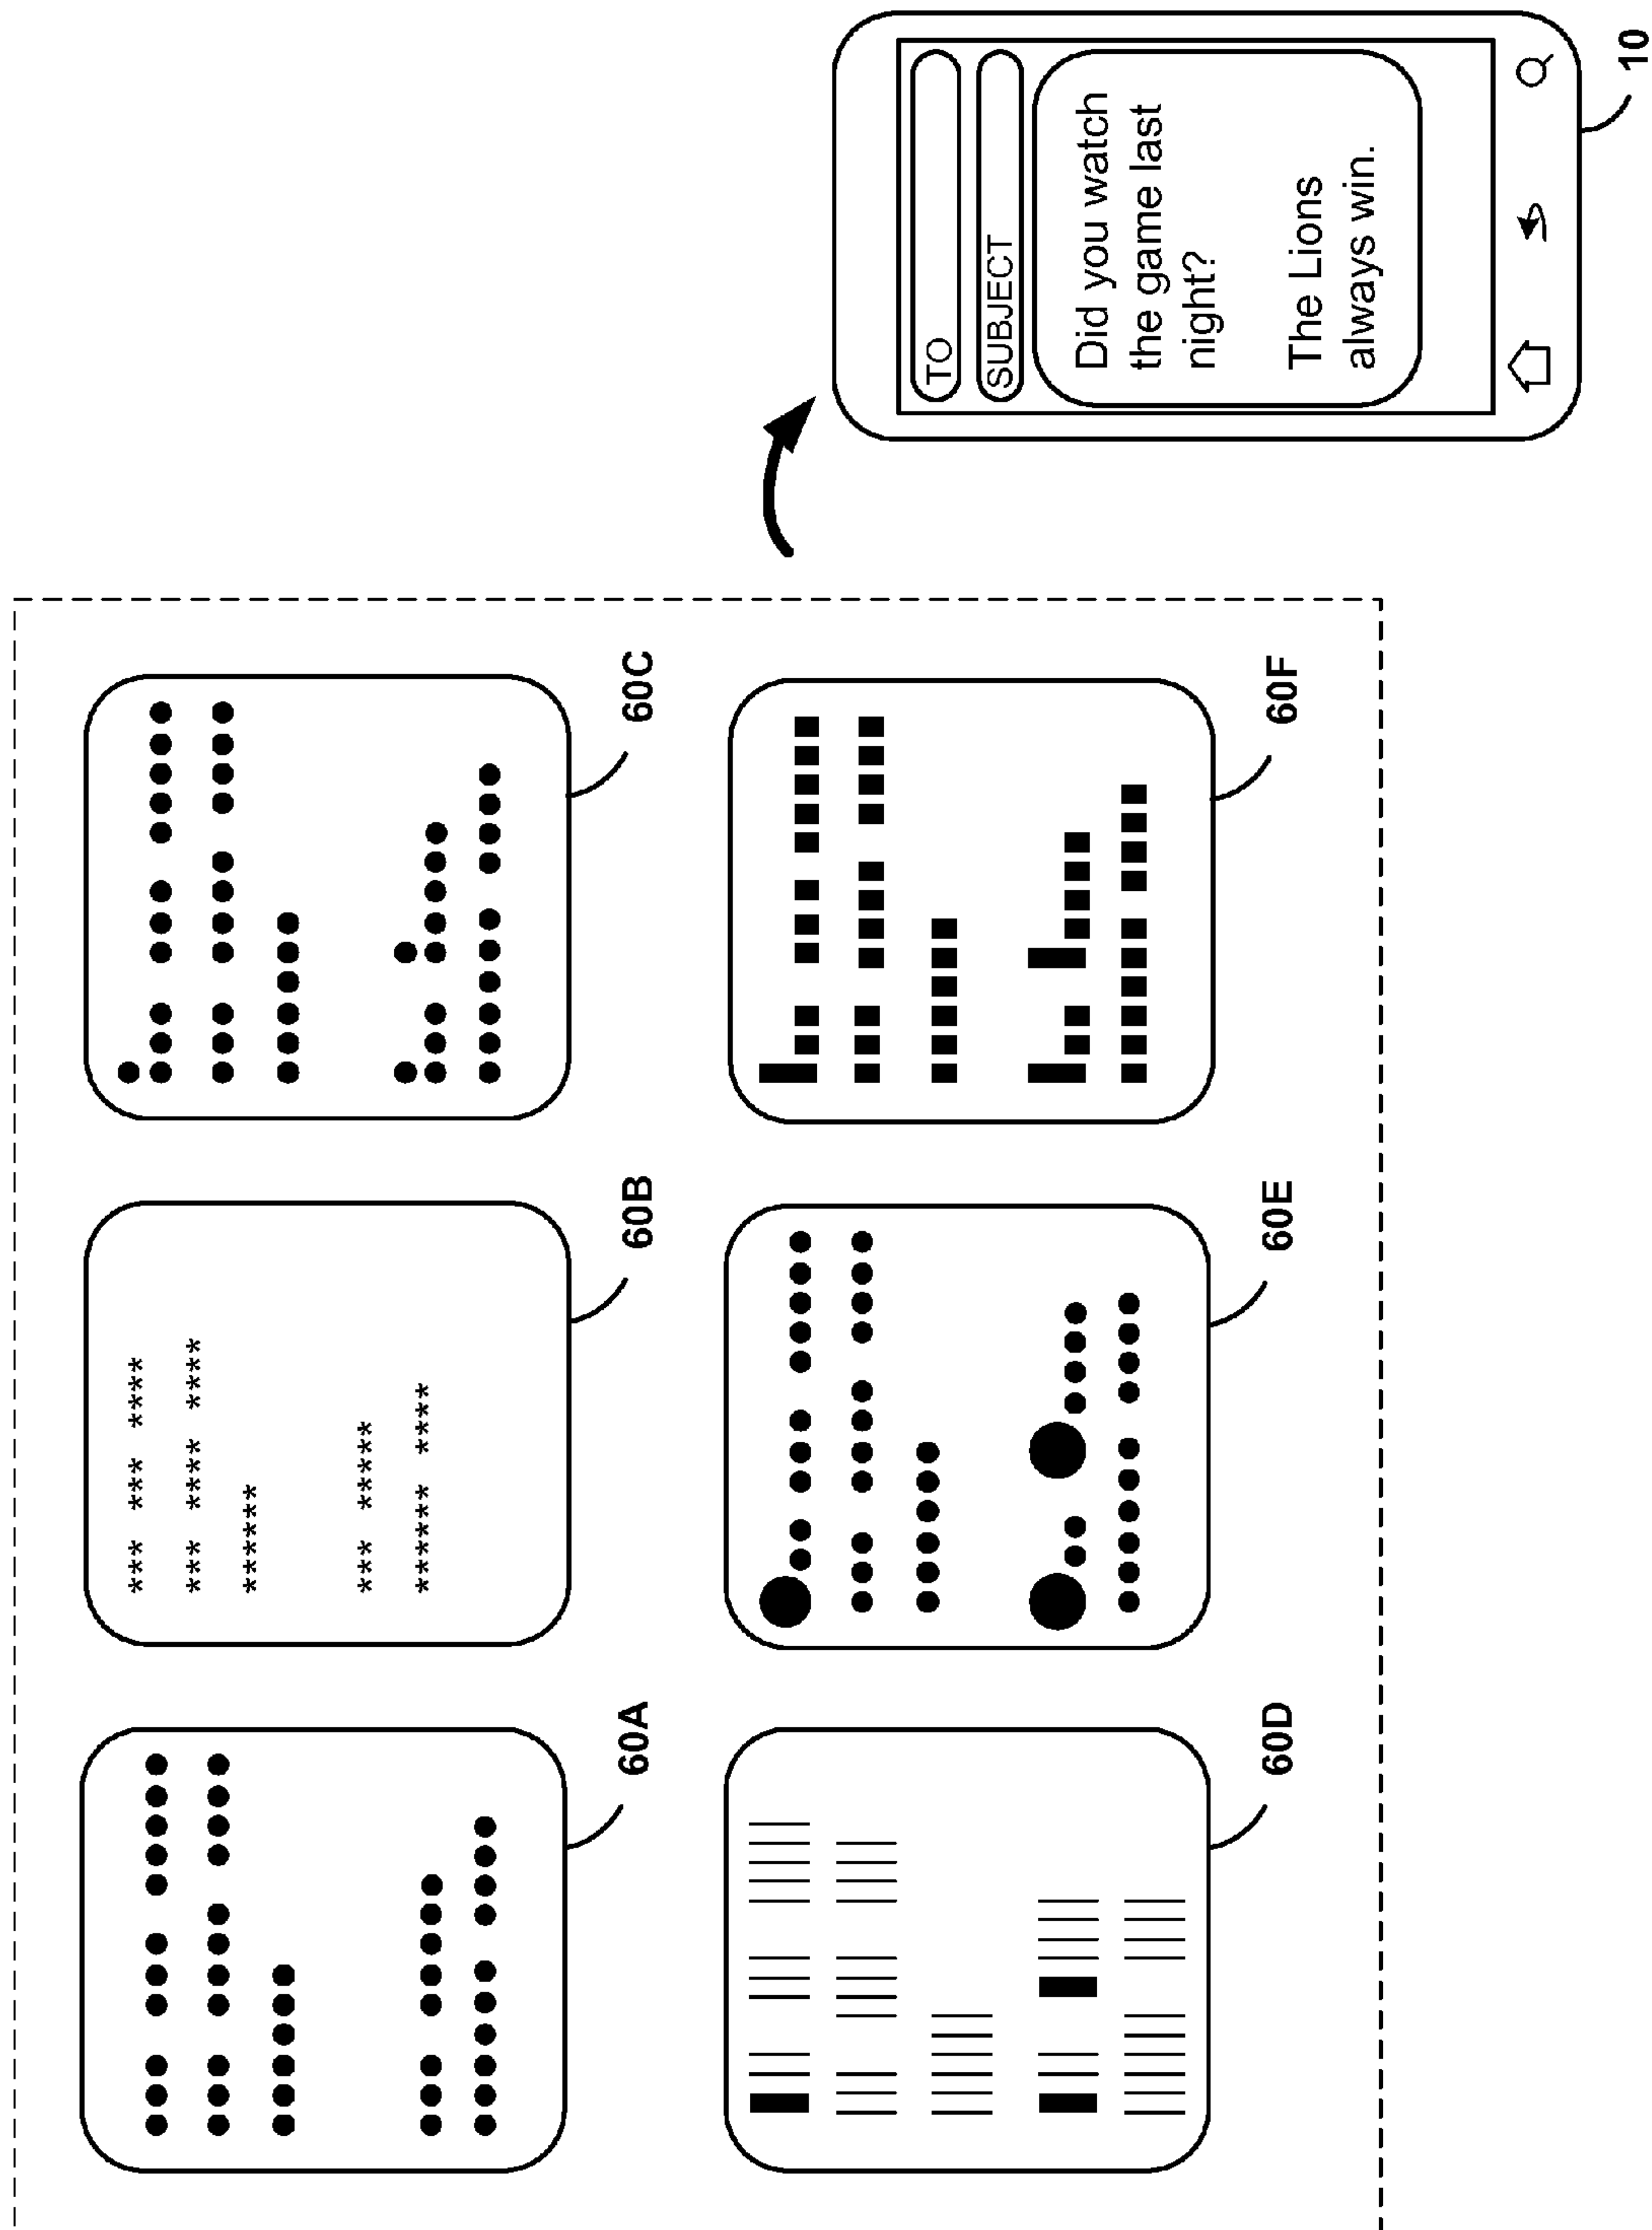 60A
60B
60C
60D
60E
60F
TO
SUBJECT
Did you watch
the game last
night?
The Lions
always win.
10